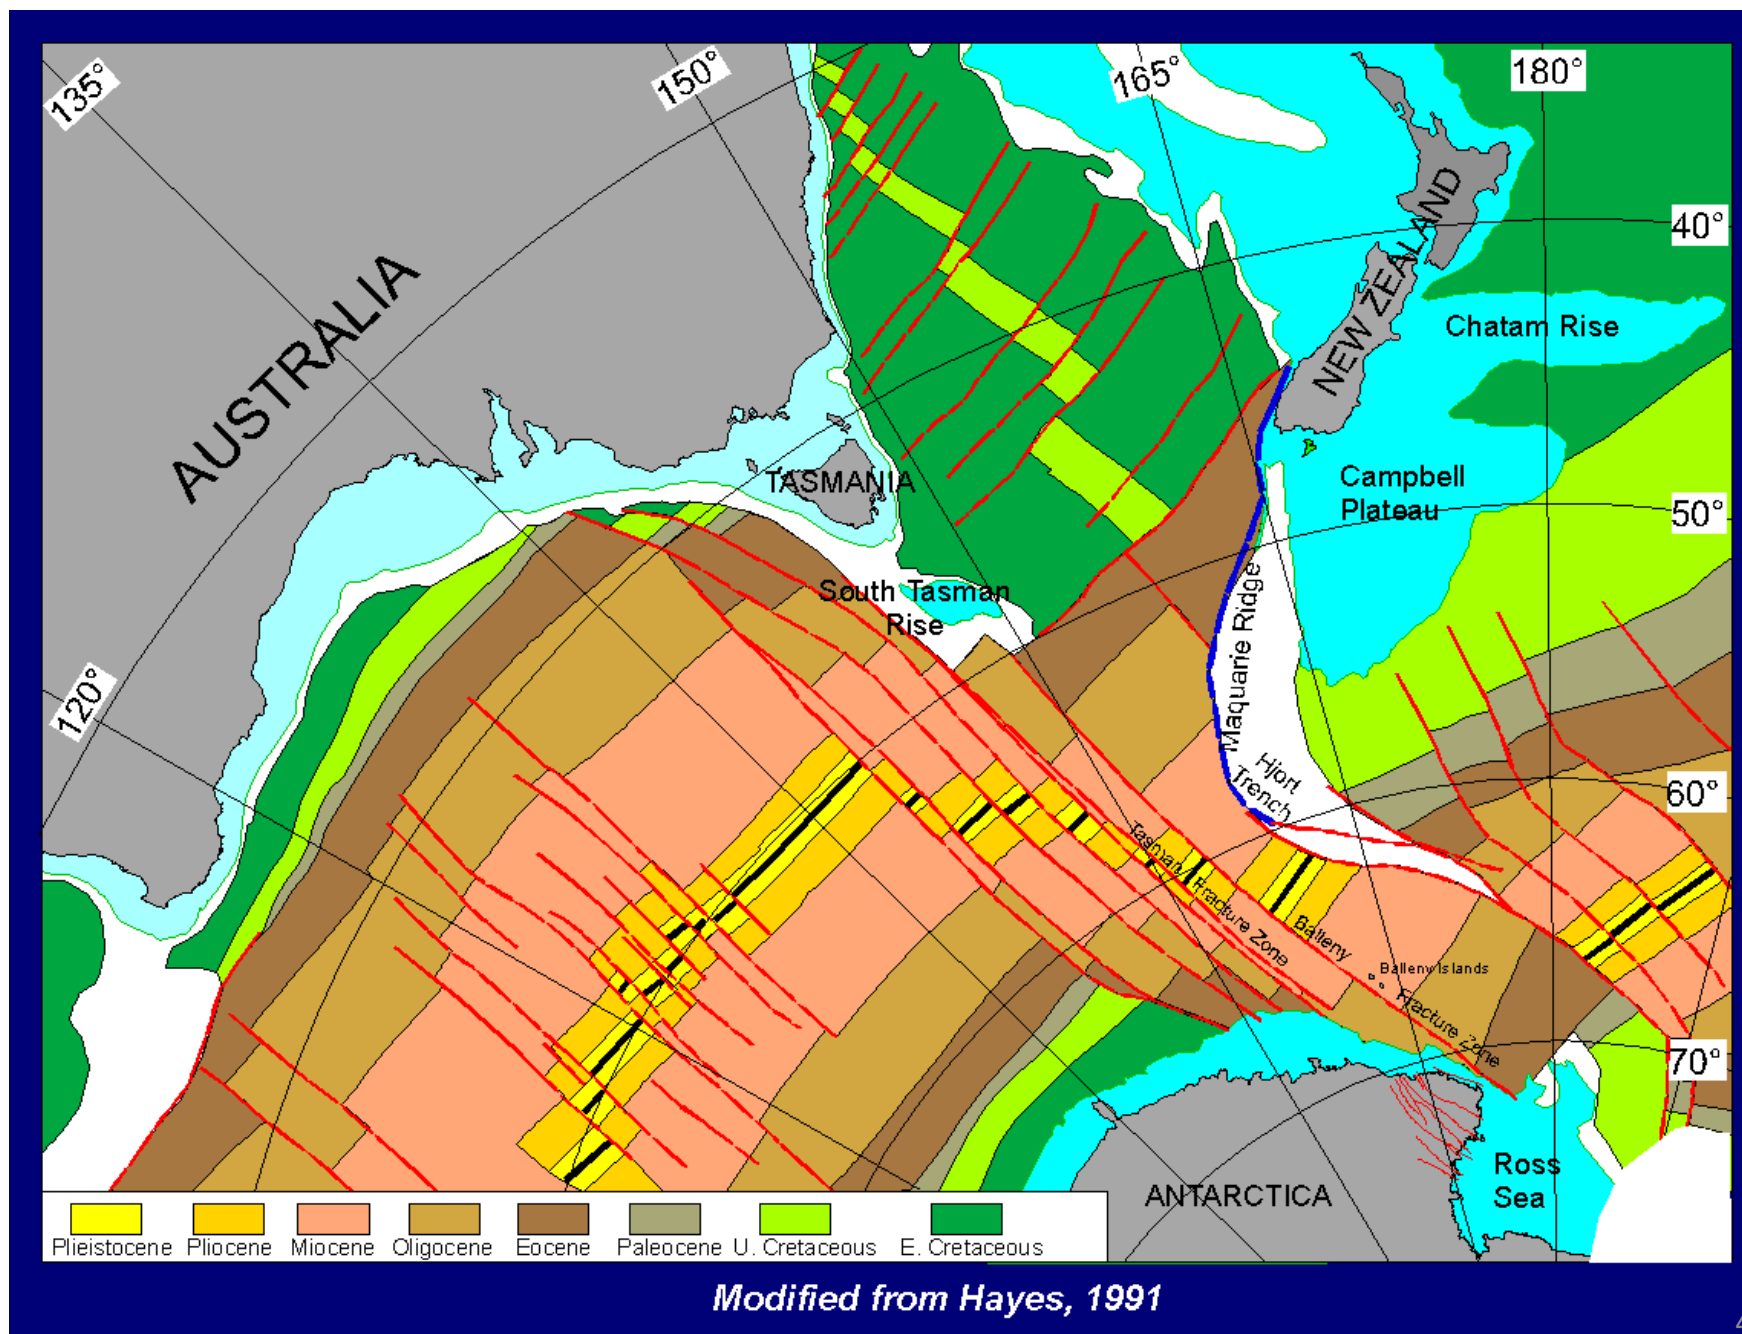 135°
150°
165°
180°
40°
50°
60°
70°
120°
AUSTRALIA
NEW ZEALAND
Chatam Rise
TASMANIA
Campbell
Plateau
South Tasman
Rise
Maquarie Ridge
Hjort
Trench
Tasman Fracture Zone
Balleny
Fracture Zone
Balleny Islands
Ross
Sea
ANTARCTICA
Plieistocene Pliocene Miocene Oligocene Eocene Paleocene U. Cretaceous E. Cretaceous
Modified from Hayes, 1991